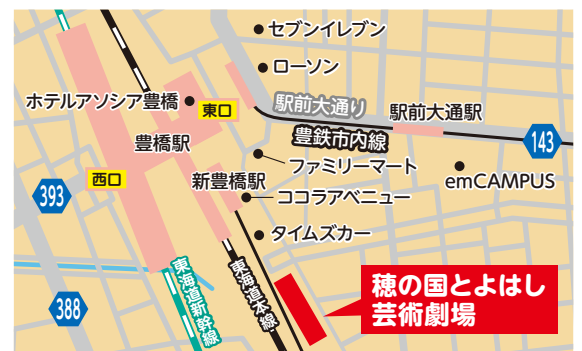 セブンイレブン
ローソン
ホテルアソシア豊橋
東口
駅前大通り
駅前大通駅
豊橋駅
豊鉄市内線
143
ファミリーマート
西口
新豊橋駅
emCAMPUS
393
ココラアベニュー
タイムズカー
東海道新幹線
東海道本線
穂の国とよはし
芸術劇場
388